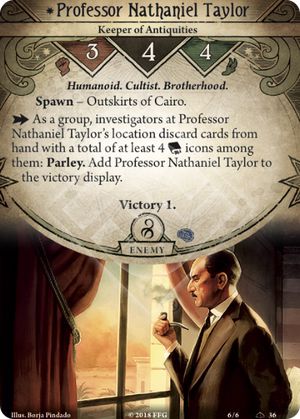 Professor Nathaniel Taylor
Keeper of Antiquities
3 4 4
Humanoid. Cultist. Brotherhood.
Spawn – Outskirts of Cairo.
As a group, investigators at Professor
Nathaniel Taylor's location discard cards from
hand with a total of at least 4 icons among
them: Parley. Add Professor Nathaniel Taylor to
the victory display.
Victory 1.
ENEMY
Illus. Borja Pindado
© 2018 FFG
6/6
36